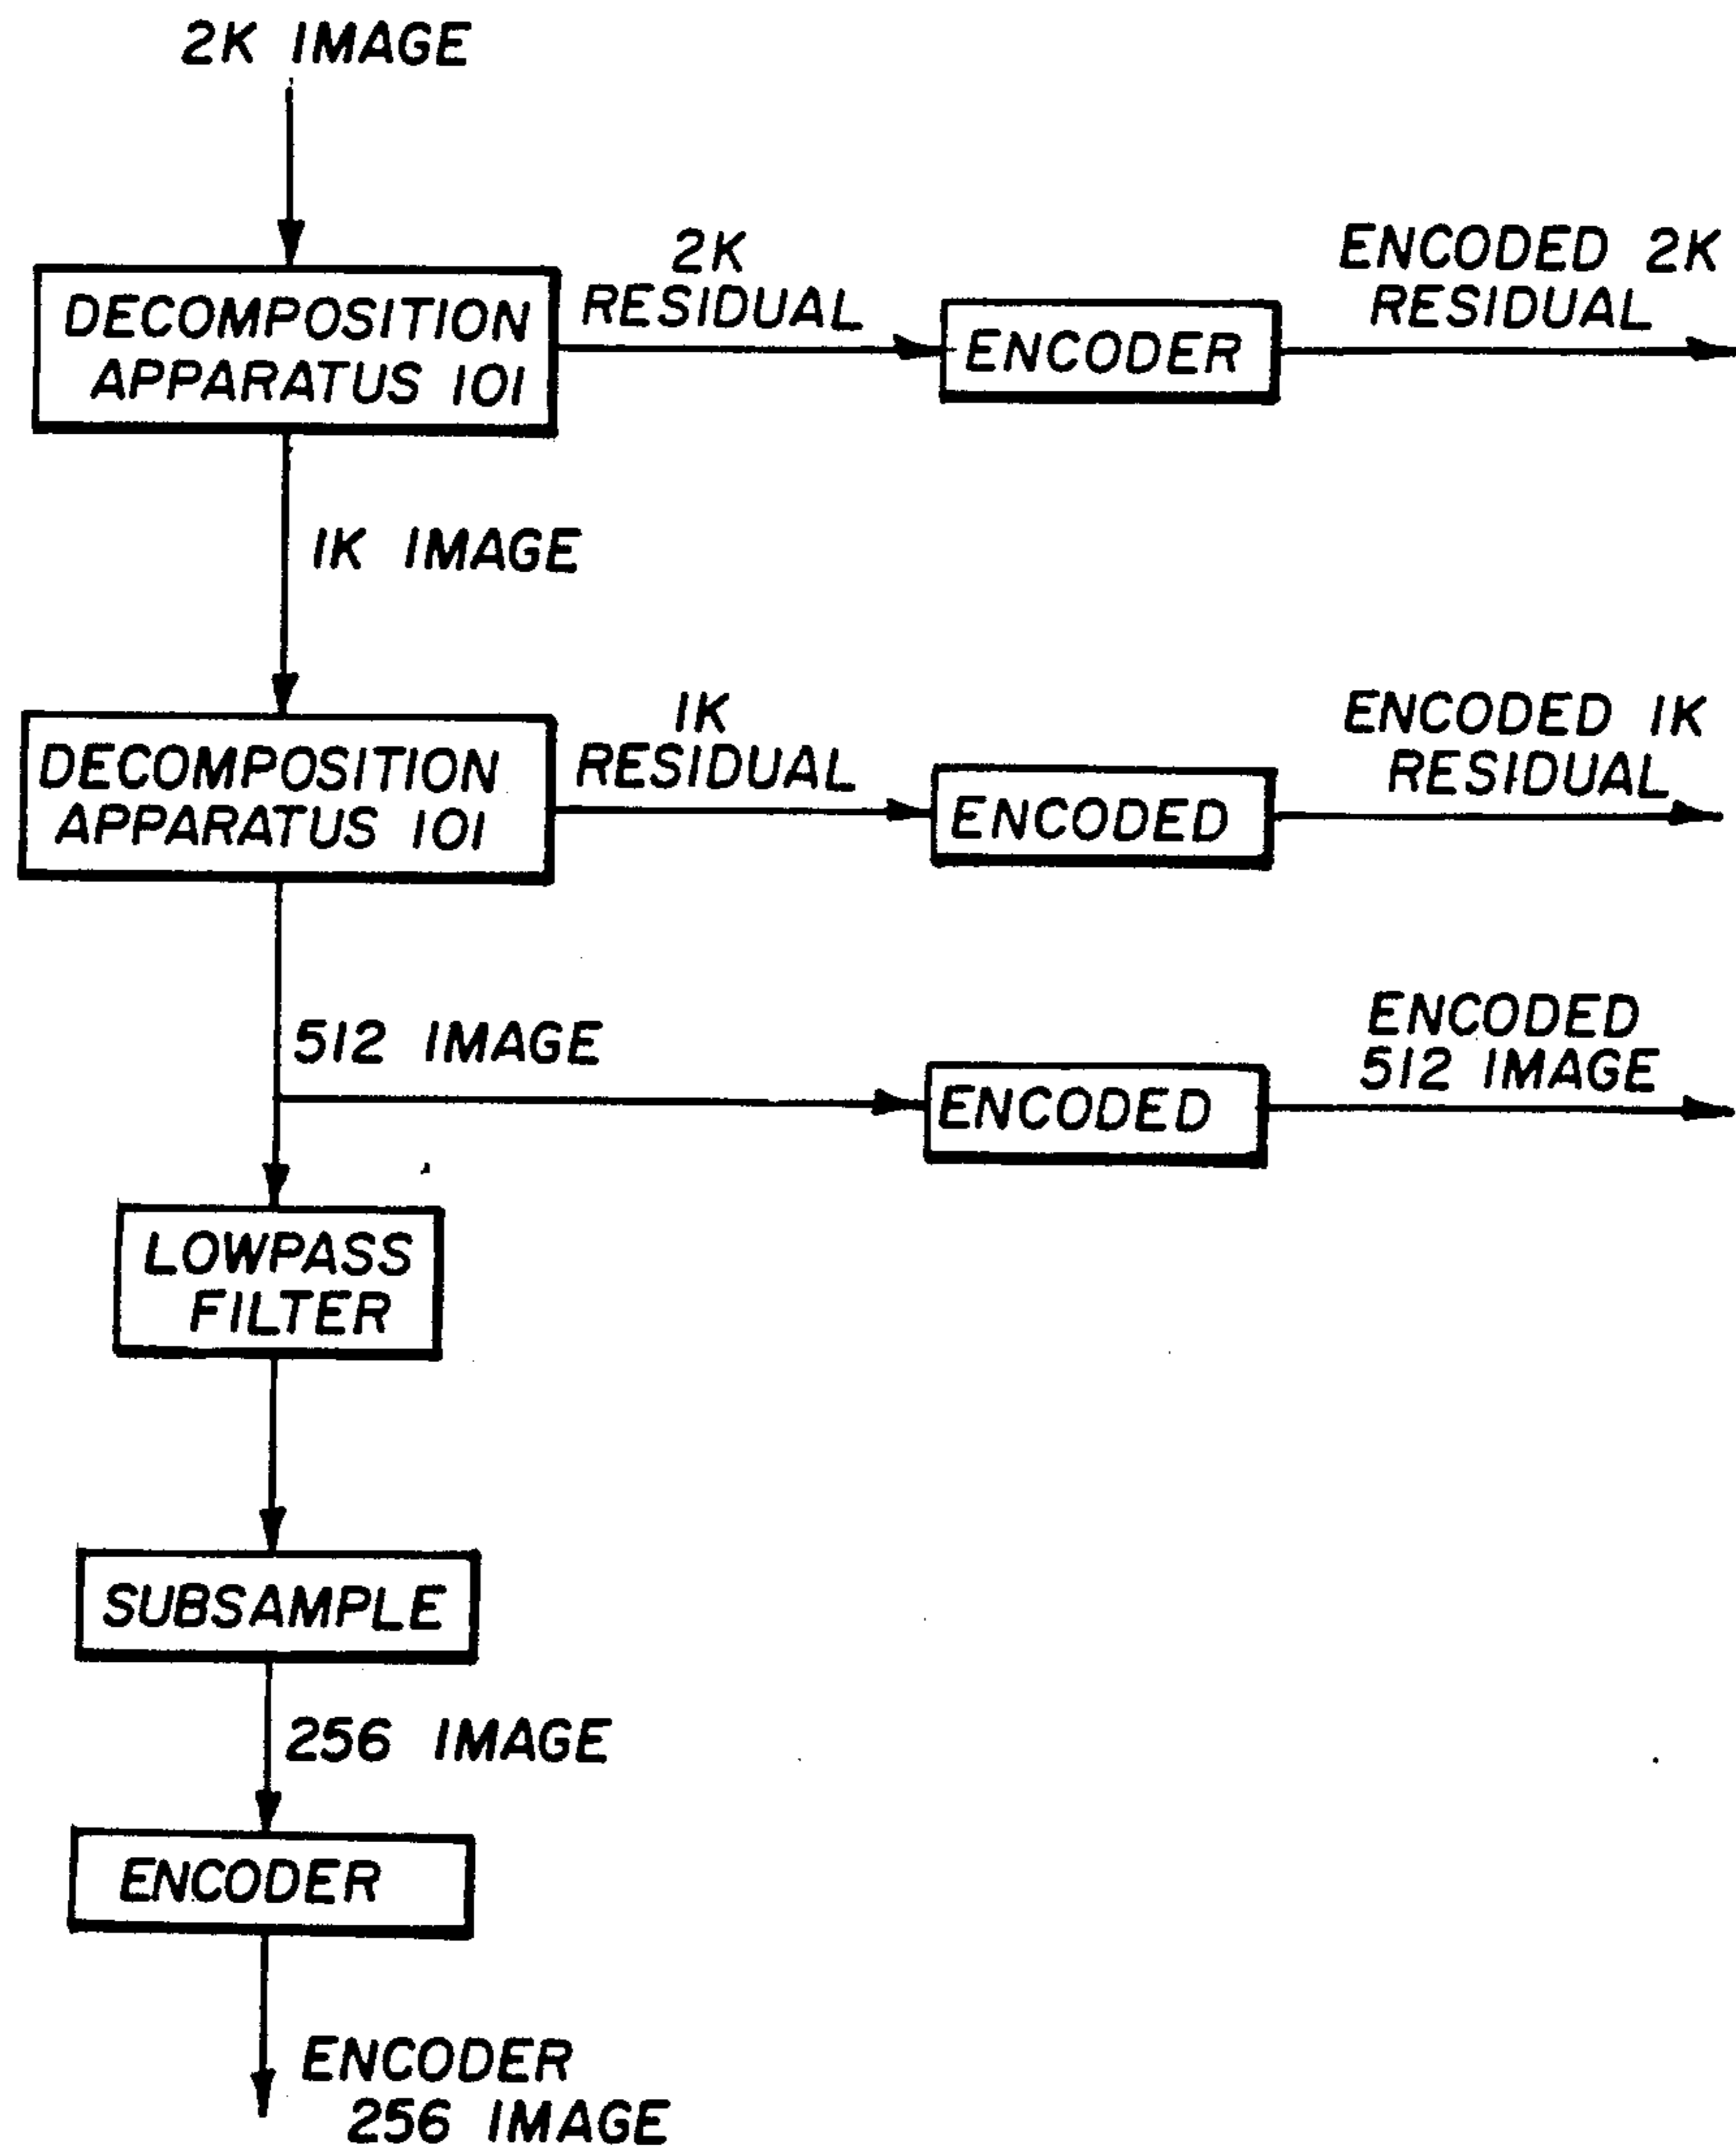 2K IMAGE
DECOMPOSITION
APPARATUS 101
2K
RESIDUAL
ENCODER
ENCODED 2K
RESIDUAL
1K IMAGE
DECOMPOSITION
APPARATUS 101
1K
RESIDUAL
ENCODED
ENCODED 1K
RESIDUAL
512 IMAGE
ENCODED
ENCODED
512 IMAGE
LOWPASS
FILTER
SUBSAMPLE
256 IMAGE
ENCODER
ENCODER
256 IMAGE